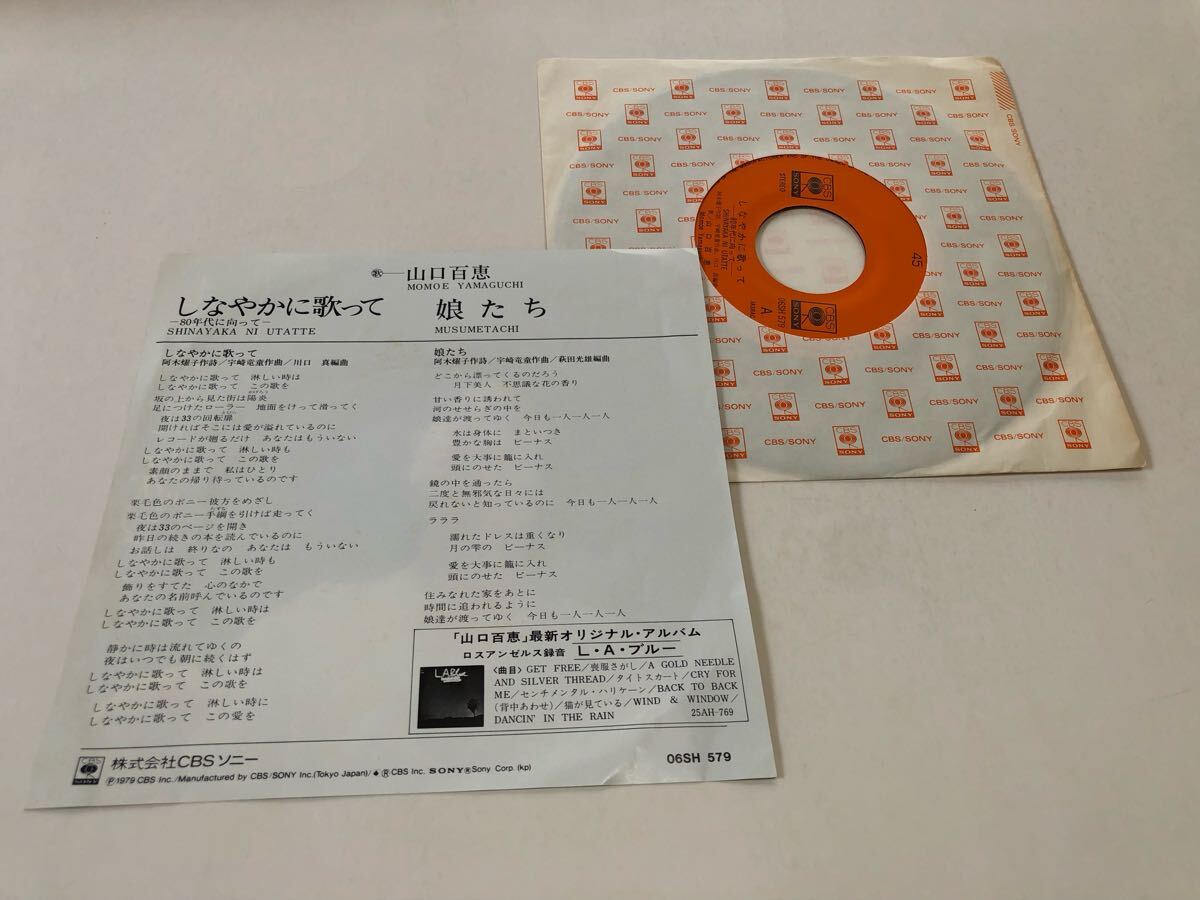 歌―山口百恵
MOMOE YAMAGUCHI
しなやかに歌って
―80年代に向って―
SHINAYAKA NI UTATTE
娘たち
MUSUMETACHI
しなやかに歌って
阿木燿子作詩/宇崎竜童作曲/川口 真編曲
しなやかに歌って 淋しい時は
しなやかに歌って この歌を
坂の上から見た街は陽炎
足につけたローラー 地面をけって滑ってく
夜は33の回転扉
開ければそこには愛が溢れているのに
レコードが廻るだけ あなたはもういない
しなやかに歌って 淋しい時も
しなやかに歌って この歌を
素顔のままで 私はひとり
あなたの帰り待っているのです
栗毛色のポニー彼方をめざし
栗毛色のポニー手綱を引けば走ってく
夜は33のページを開き
昨日の続きの本を読んでいるのに
お話しは 終りなの あなたは もういない
しなやかに歌って 淋しい時も
しなやかに歌って この歌を
飾りをすてた 心のなかで
あなたの名前呼んでいるのです
しなやかに歌って 淋しい時は
しなやかに歌って この歌を
静かに時は流れてゆくの
夜はいつでも朝に続くはず
しなやかに歌って 淋しい時は
しなやかに歌って この歌を
しなやかに歌って 淋しい時に
しなやかに歌って この愛を
娘たち
阿木燿子作詩/宇崎竜童作曲/萩田光雄編曲
どこから漂ってくるのだろう
月下美人 不思議な花の香り
甘い香りに誘われて
河のせせらぎの中を
娘達が渡ってゆく 今日も一人一人一人
水は身体に まといつき
豊かな胸は ビーナス
愛を大事に籠に入れ
頭にのせた ビーナス
鏡の中を通ったら
二度と無邪気な日々には
戻れないと知っているのに 今日も一人一人一人
ラララ
濡れたドレスは重くなり
月の雫の ビーナス
愛を大事に籠に入れ
頭にのせた ビーナス
住みなれた家をあとに
時間に追われるように
娘達が渡ってゆく 今日も一人一人一人
「山口百恵」最新オリジナル・アルバム
ロスアンゼルス録音 L・A・ブルー
〈曲目〉GET FREE/喪服さがし/A GOLD NEEDLE
AND SILVER THREAD/タイトスカート/CRY FOR
ME/センチメンタル・ハリケーン/BACK TO BACK
(背中あわせ)/猫が見ている/WIND & WINDOW/
DANCIN' IN THE RAIN 25AH-769
株式会社CBSソニー
06SH 579
Ⓟ1979 CBS Inc./Manufactured by CBS/SONY Inc.(Tokyo Japan)/ ®CBS Inc. SONY®Sony Corp. (kp)
CBS/SONY
CBS SONY
STEREO
しなやかに歌って
―80年代に向って―
SHINAYAKA NI UTATTE
45
06SH 579
A